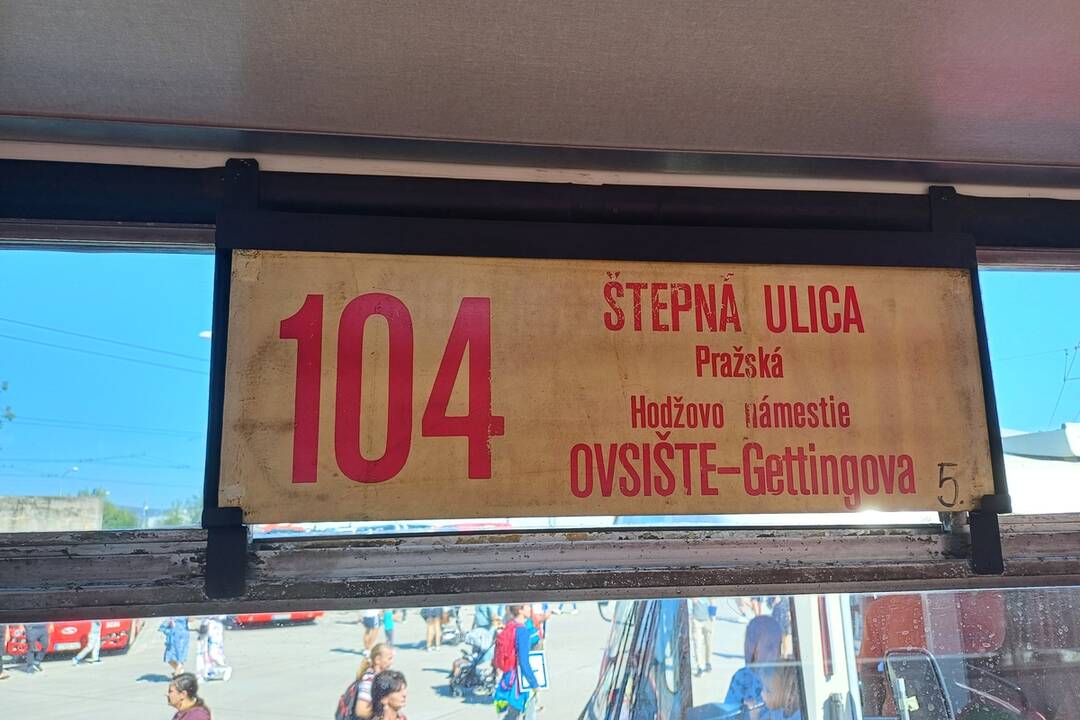 104
ŠTEPNÁ ULICA
Pražská
Hodžovo námestie
OVSIŠTE–Gettingova
5.